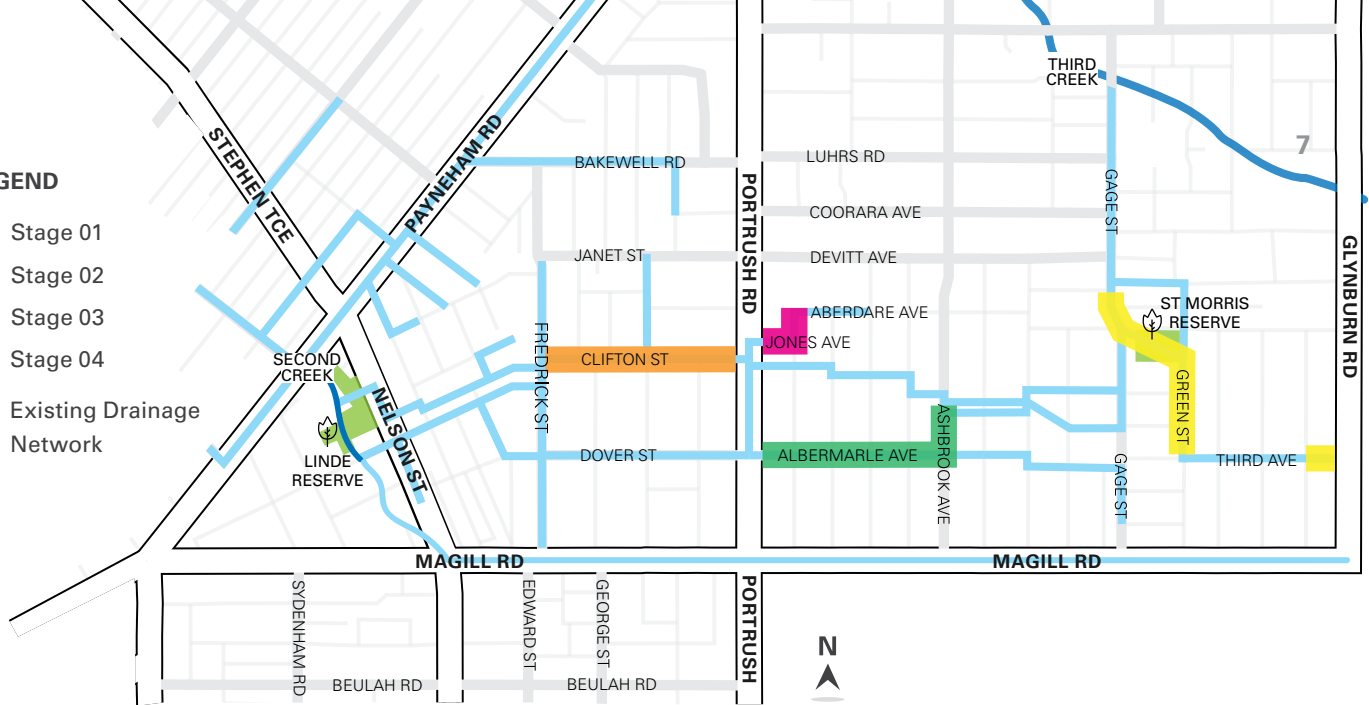 THIRD
CREEK
7
STEPHEN TCE
PAYNEHAM RD
BAKEWELL RD
LUHRS RD
GEND
PORTRUSH RD
GAGE ST
COORARA AVE
Stage 01
JANET ST
DEVITT AVE
GLYNBURN RD
Stage 02
ABERDARE AVE
ST MORRIS
RESERVE
Stage 03
FREDRICK ST
JONES AVE
Stage 04
SECOND
CREEK
CLIFTON ST
GREEN ST
Existing Drainage
Network
NELSON ST
ASHBROOK AVE
LINDE
RESERVE
DOVER ST
ALBERMARLE AVE
GAGE ST
THIRD AVE
MAGILL RD
MAGILL RD
SYDENHAM RD
EDWARD ST
GEORGE ST
PORTRUSH
N
BEULAH RD
BEULAH RD